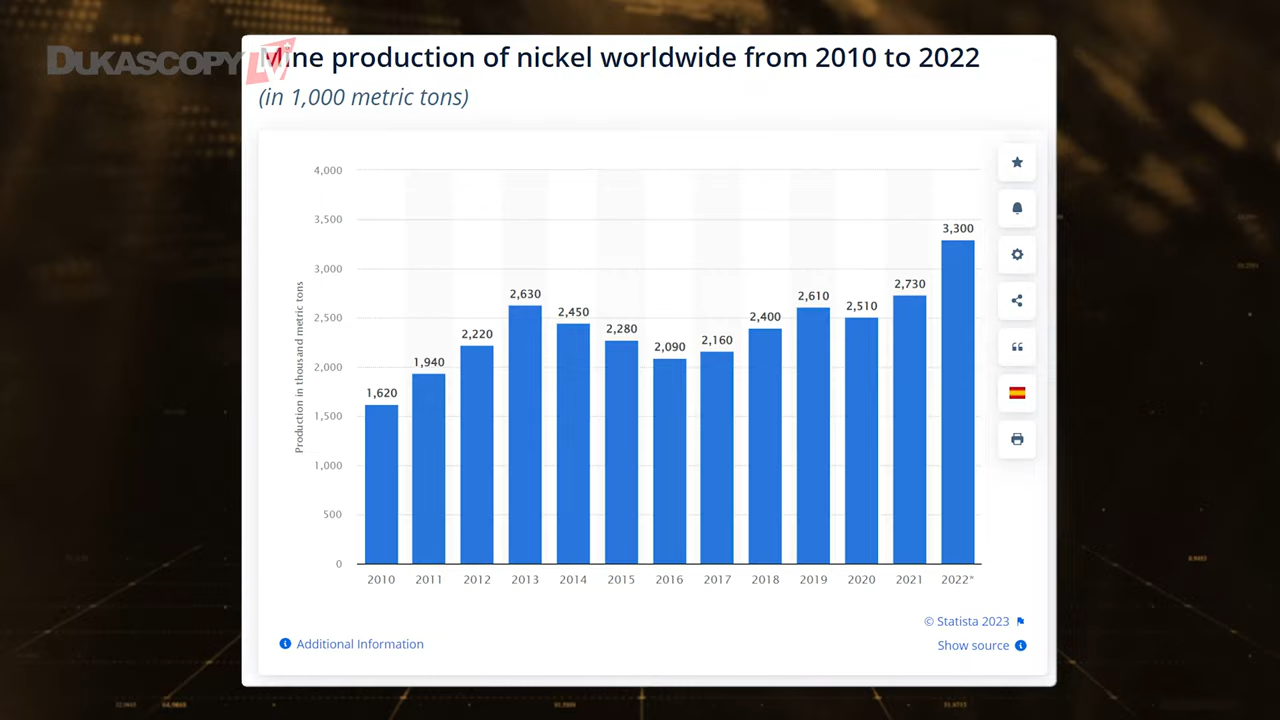 DUKASCOPY TV
Mine production of nickel worldwide from 2010 to 2022
(in 1,000 metric tons)
4,000
3,500
3,000
2,500
2,000
1,500
1,000
500
0
Production in thousand metric tons
1,620
1,940
2,220
2,630
2,450
2,280
2,090
2,160
2,400
2,610
2,510
2,730
3,300
2010 2011 2012 2013 2014 2015 2016 2017 2018 2019 2020 2021 2022*
© Statista 2023
Additional Information
Show source